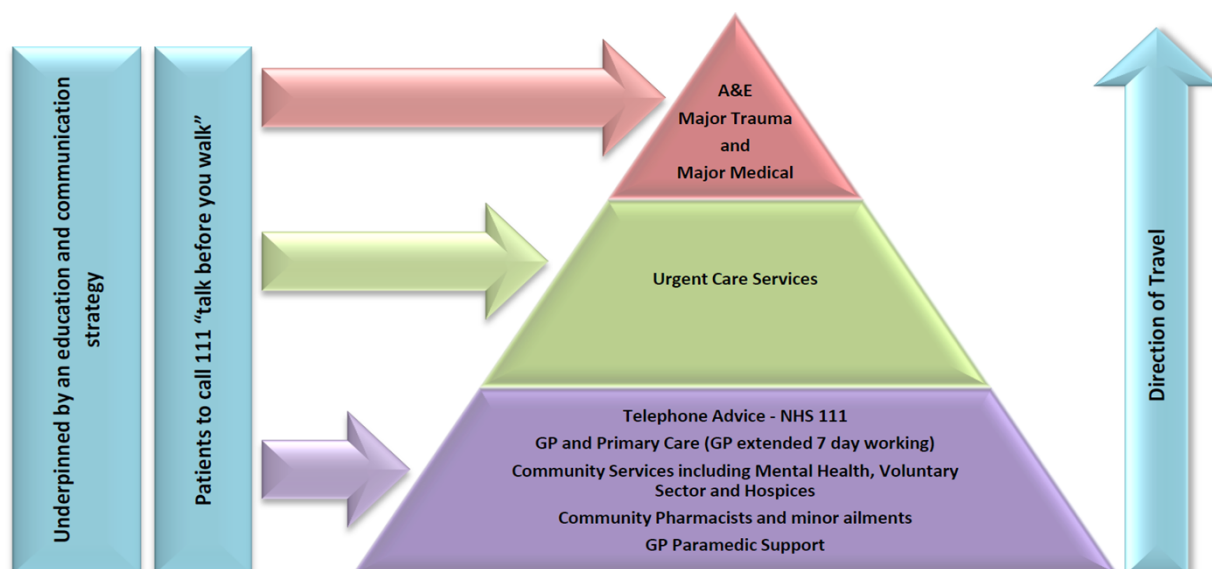 Underpinned by an education and communication
strategy
Patients to call 111 “talk before you walk”
A&E
Major Trauma
and
Major Medical
Urgent Care Services
Telephone Advice - NHS 111
GP and Primary Care (GP extended 7 day working)
Community Services including Mental Health, Voluntary
Sector and Hospices
Community Pharmacists and minor ailments
GP Paramedic Support
Direction of Travel